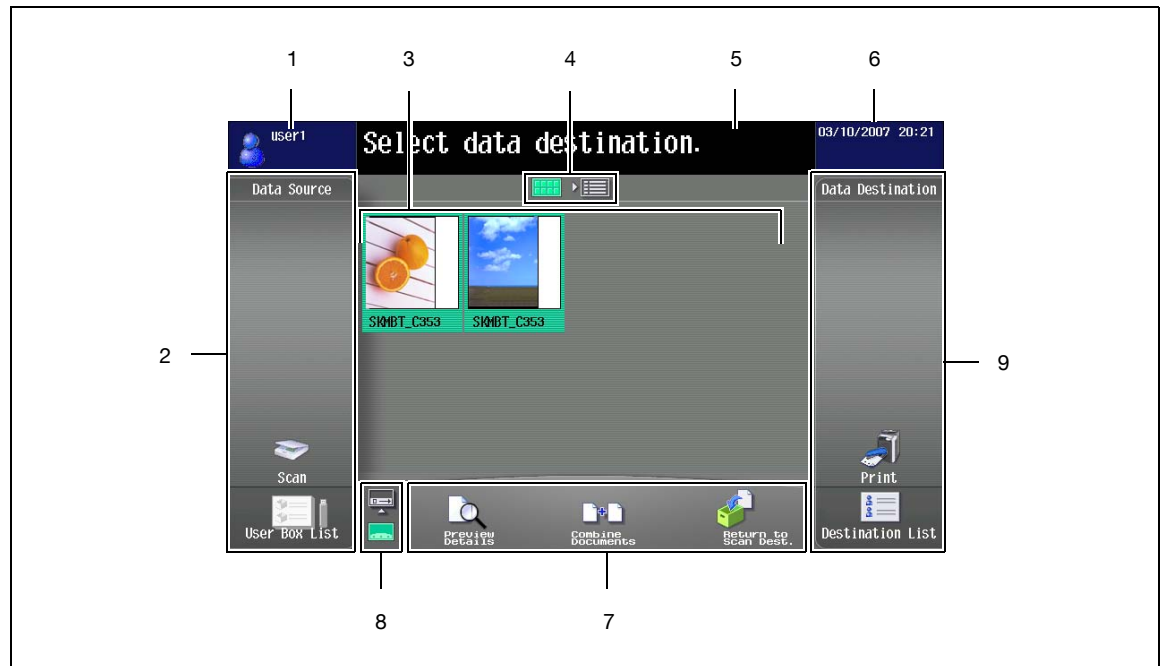 1 3 4 5 6
user1
Select data destination.
03/10/2007 20:21
Data Source
Data Destination
SKMBT_C353 SKMBT_C353
2
9
Scan
Print
User Box List
Preview Details
Combine Documents
Return to Scan Dest.
Destination List
8 7